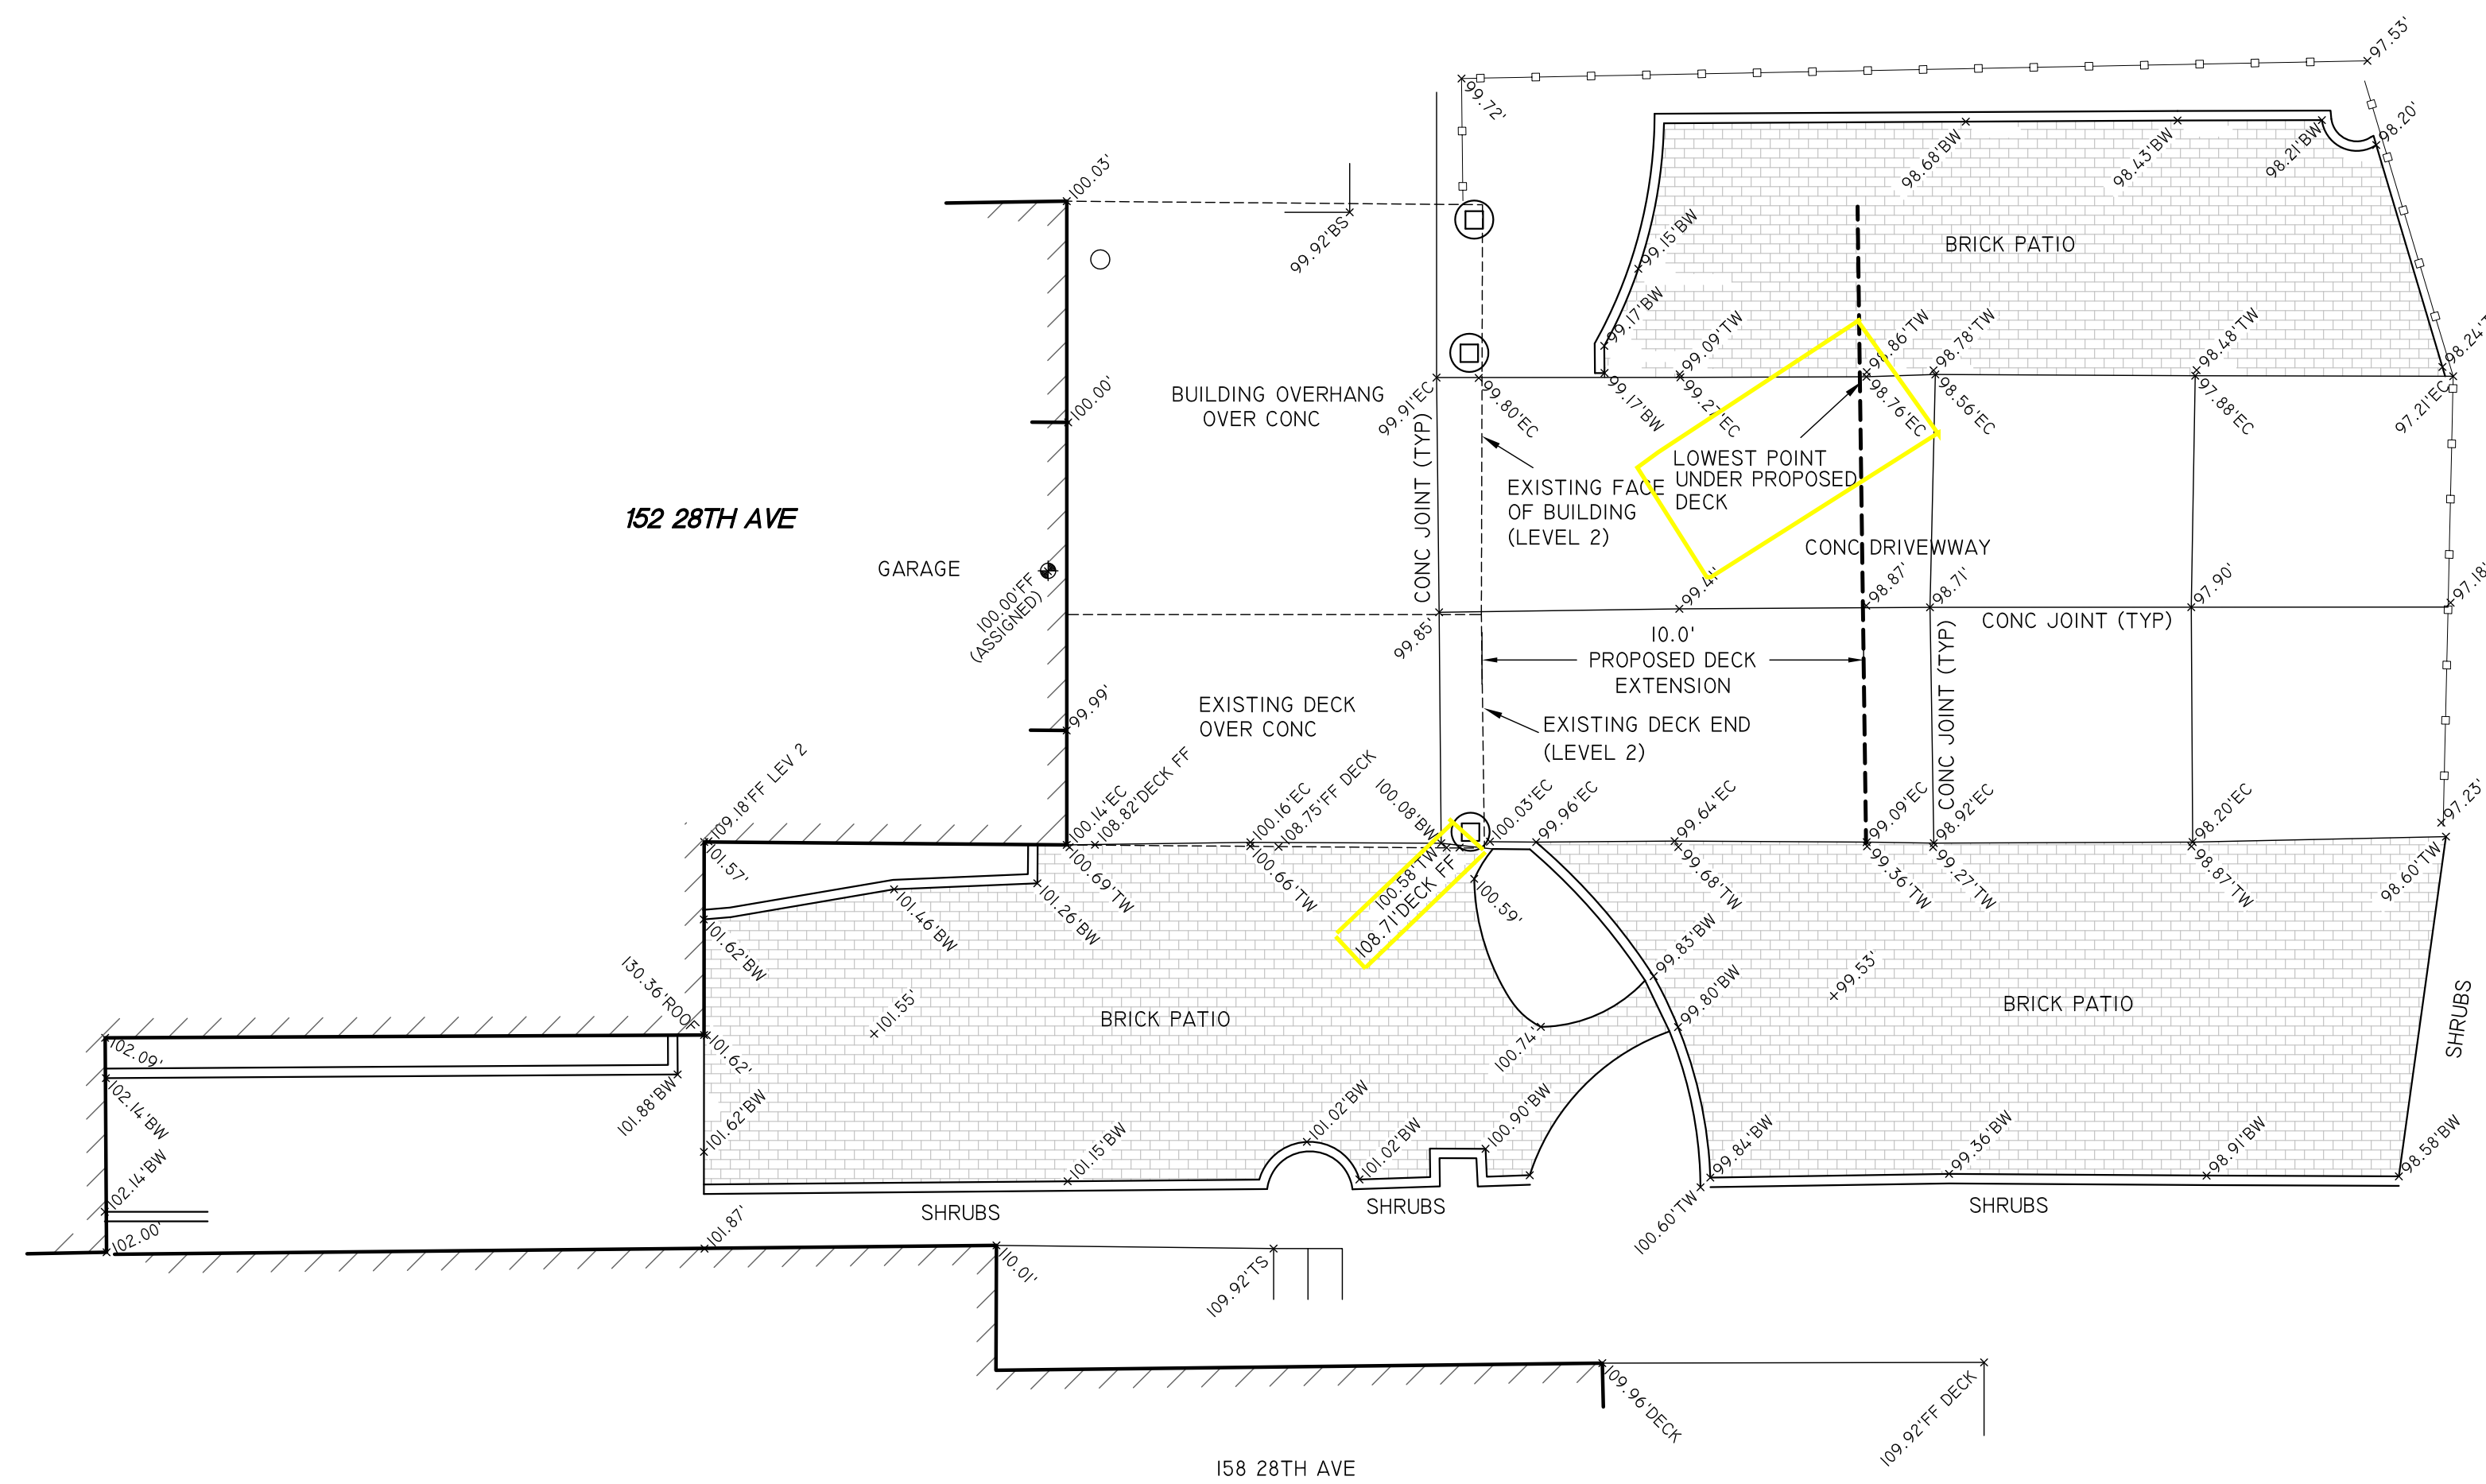 97.53'
99.72'
98.20'
98.68'BW
98.43'BW
98.21'BW
100.03'
99.92'BS
99.15'BW
BRICK PATIO
99.17'BW
99.09'TW
98.86'TW
98.78'TW
98.48'TW
100.00'
BUILDING OVERHANG
OVER CONC
99.91'EC
99.80'EC
99.17'BW
98.76'EC
98.56'EC
97.88'EC
97.21'EC
CONC JOINT (TYP)
LOWEST POINT
UNDER PROPOSED
DECK
EXISTING FACE
OF BUILDING
(LEVEL 2)
152 28TH AVE
GARAGE
100.00'FF
(ASSIGNED)
CONC DRIVEWWAY
99.41'
98.87'
98.71'
97.90'
97.18'
99.85'
CONC JOINT (TYP)
10.0'
PROPOSED DECK
EXTENSION
CONC JOINT (TYP)
99.99'
EXISTING DECK
OVER CONC
EXISTING DECK END
(LEVEL 2)
109.18'FF LEV 2
100.14'EC
108.82'DECK FF
100.16'EC
108.75'FF DECK
100.08'BW
100.03'EC
99.96'EC
99.64'EC
99.09'EC
98.92'EC
98.20'EC
97.23'
101.57'
100.69'TW
100.66'TW
100.58'TW
108.71'DECK FF
100.59'
99.68'TW
99.36'TW
99.27'TW
98.87'TW
98.60'TW
101.62'BW
101.46'BW
101.26'BW
99.83'BW
130.36'ROOF
101.55'
BRICK PATIO
99.80'BW
99.53'
BRICK PATIO
SHRUBS
102.09'
101.62'
100.74'
102.14'BW
101.88'BW
101.62'BW
101.02'BW
100.90'BW
102.14'BW
101.15'BW
101.02'BW
99.84'BW
99.36'BW
98.91'BW
98.58'BW
102.00'
101.87'
SHRUBS
SHRUBS
100.60'TW
SHRUBS
110.01'
109.92'TS
109.96'DECK
109.92'FF DECK
158 28TH AVE